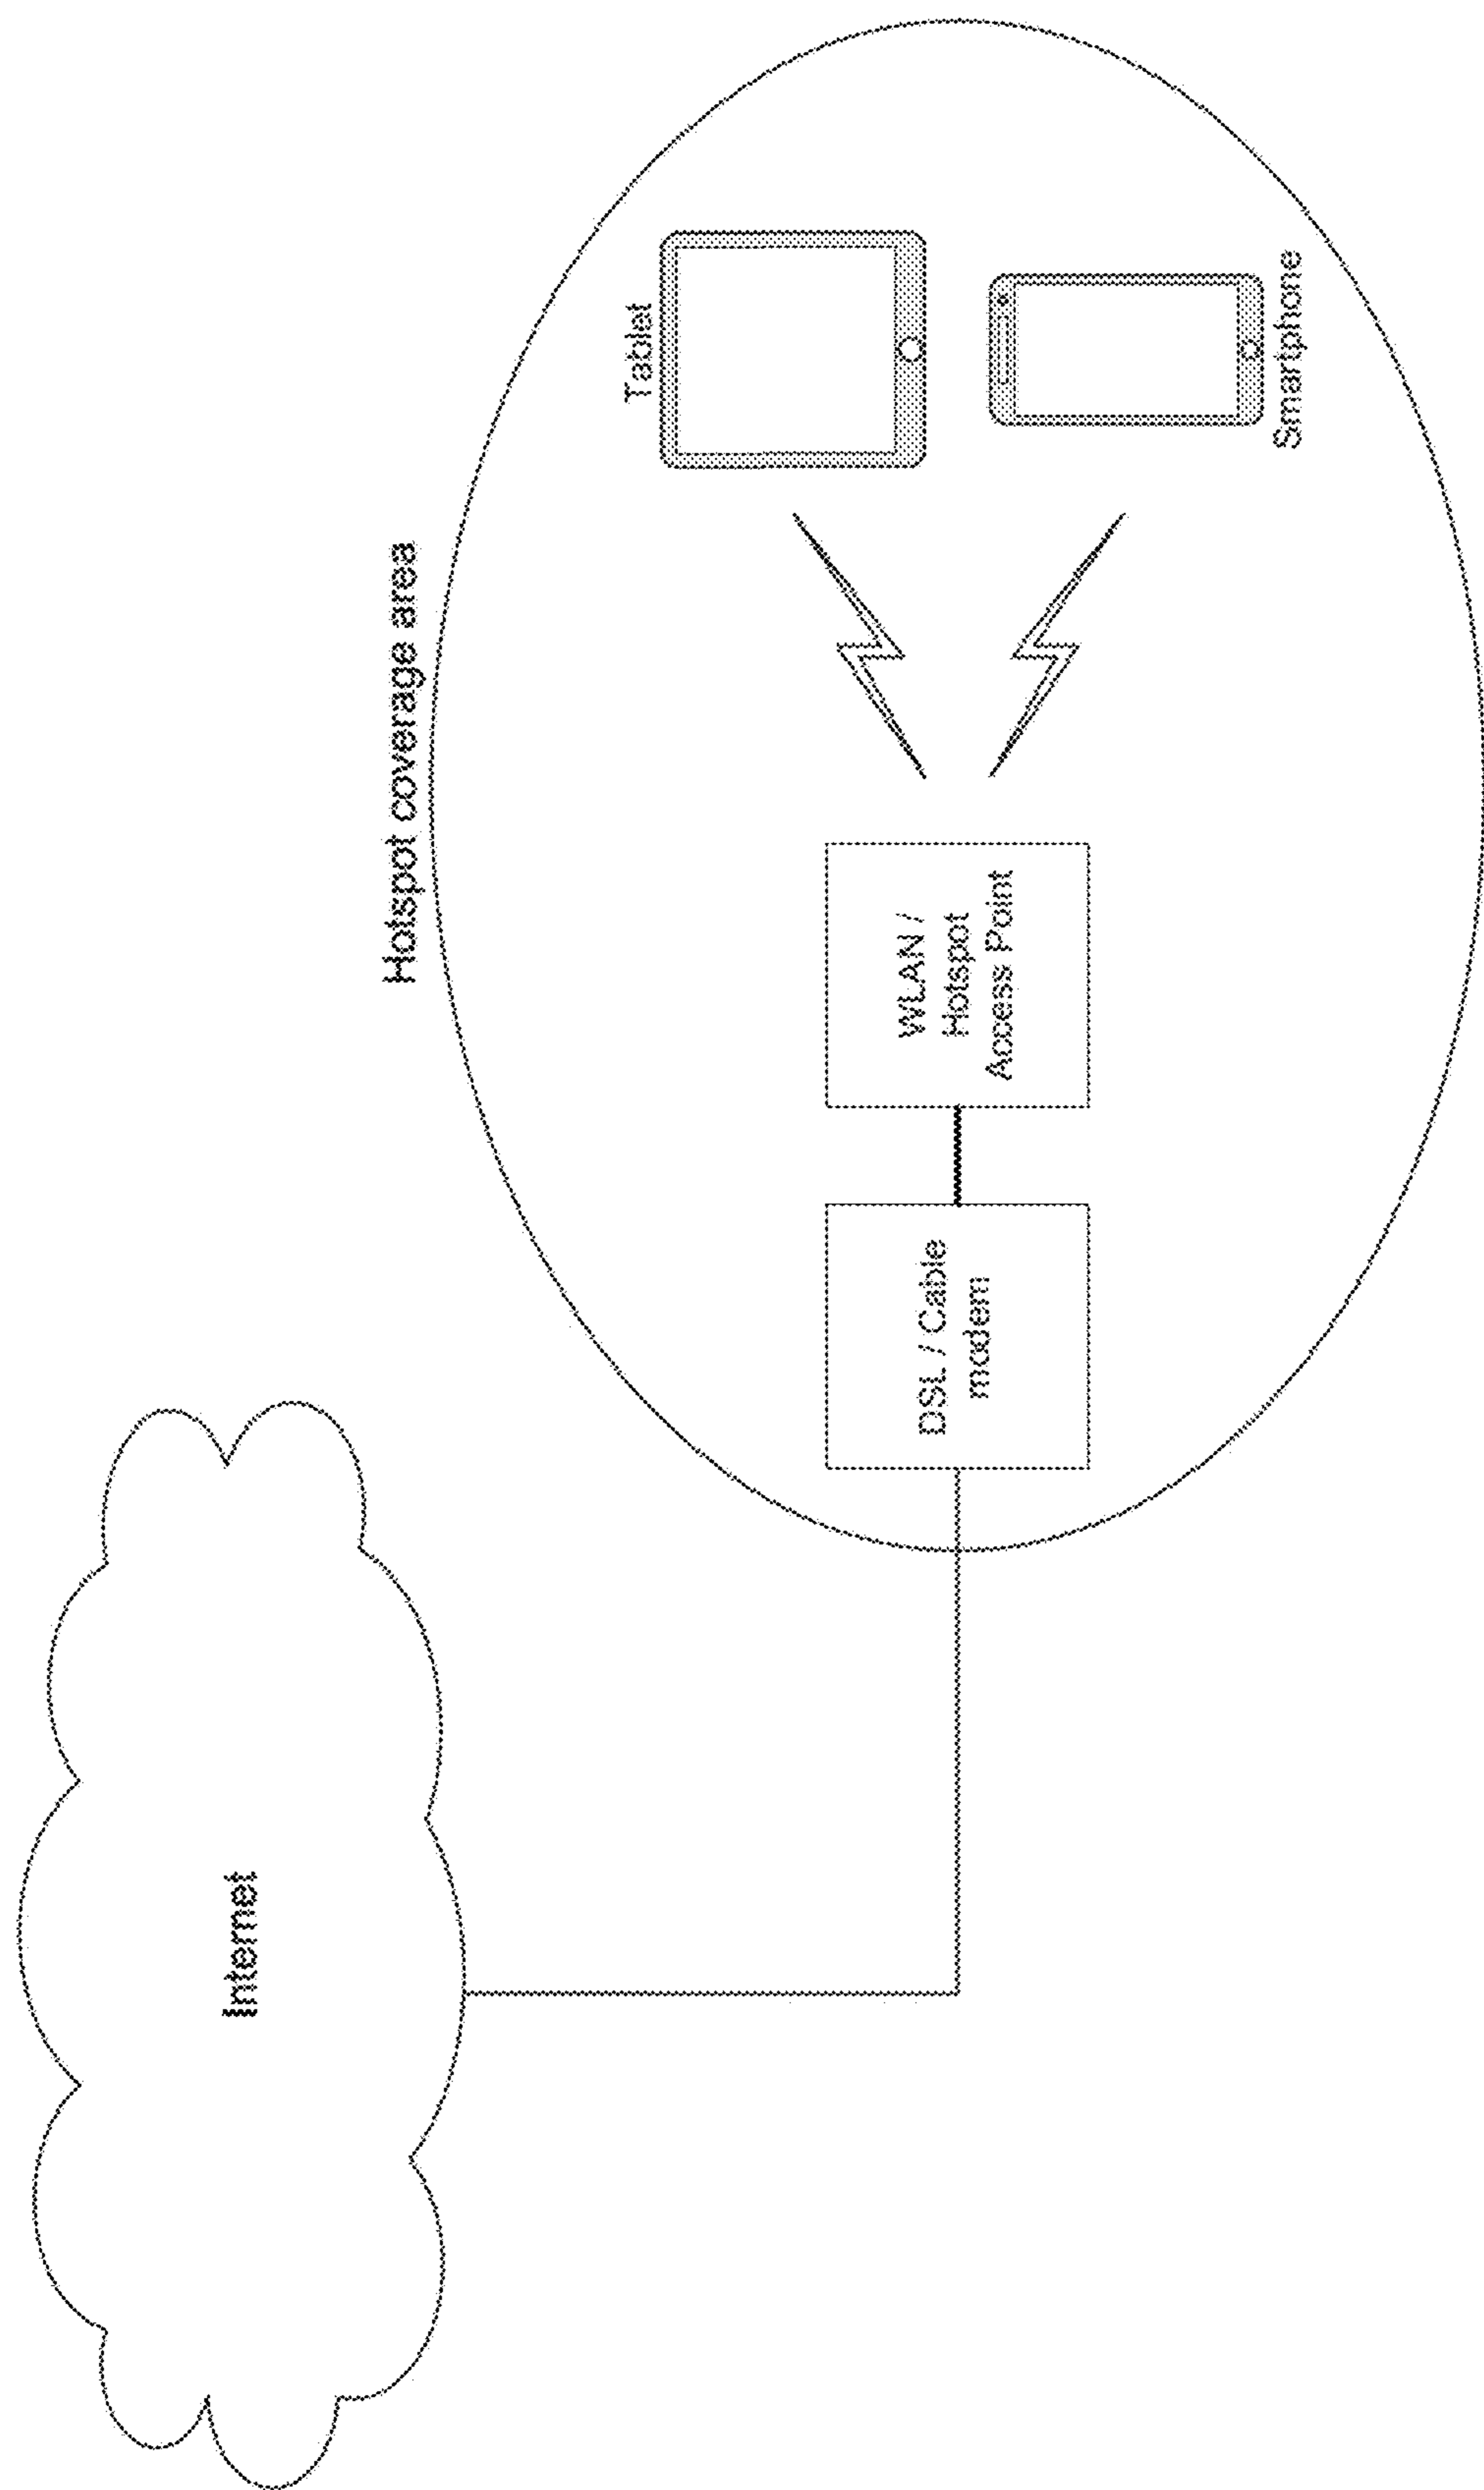 Internet
Hotspot coverage area
DSL / Cable
modem
WLAN /
Hotspot
Access Point
Tablet
Smartphone